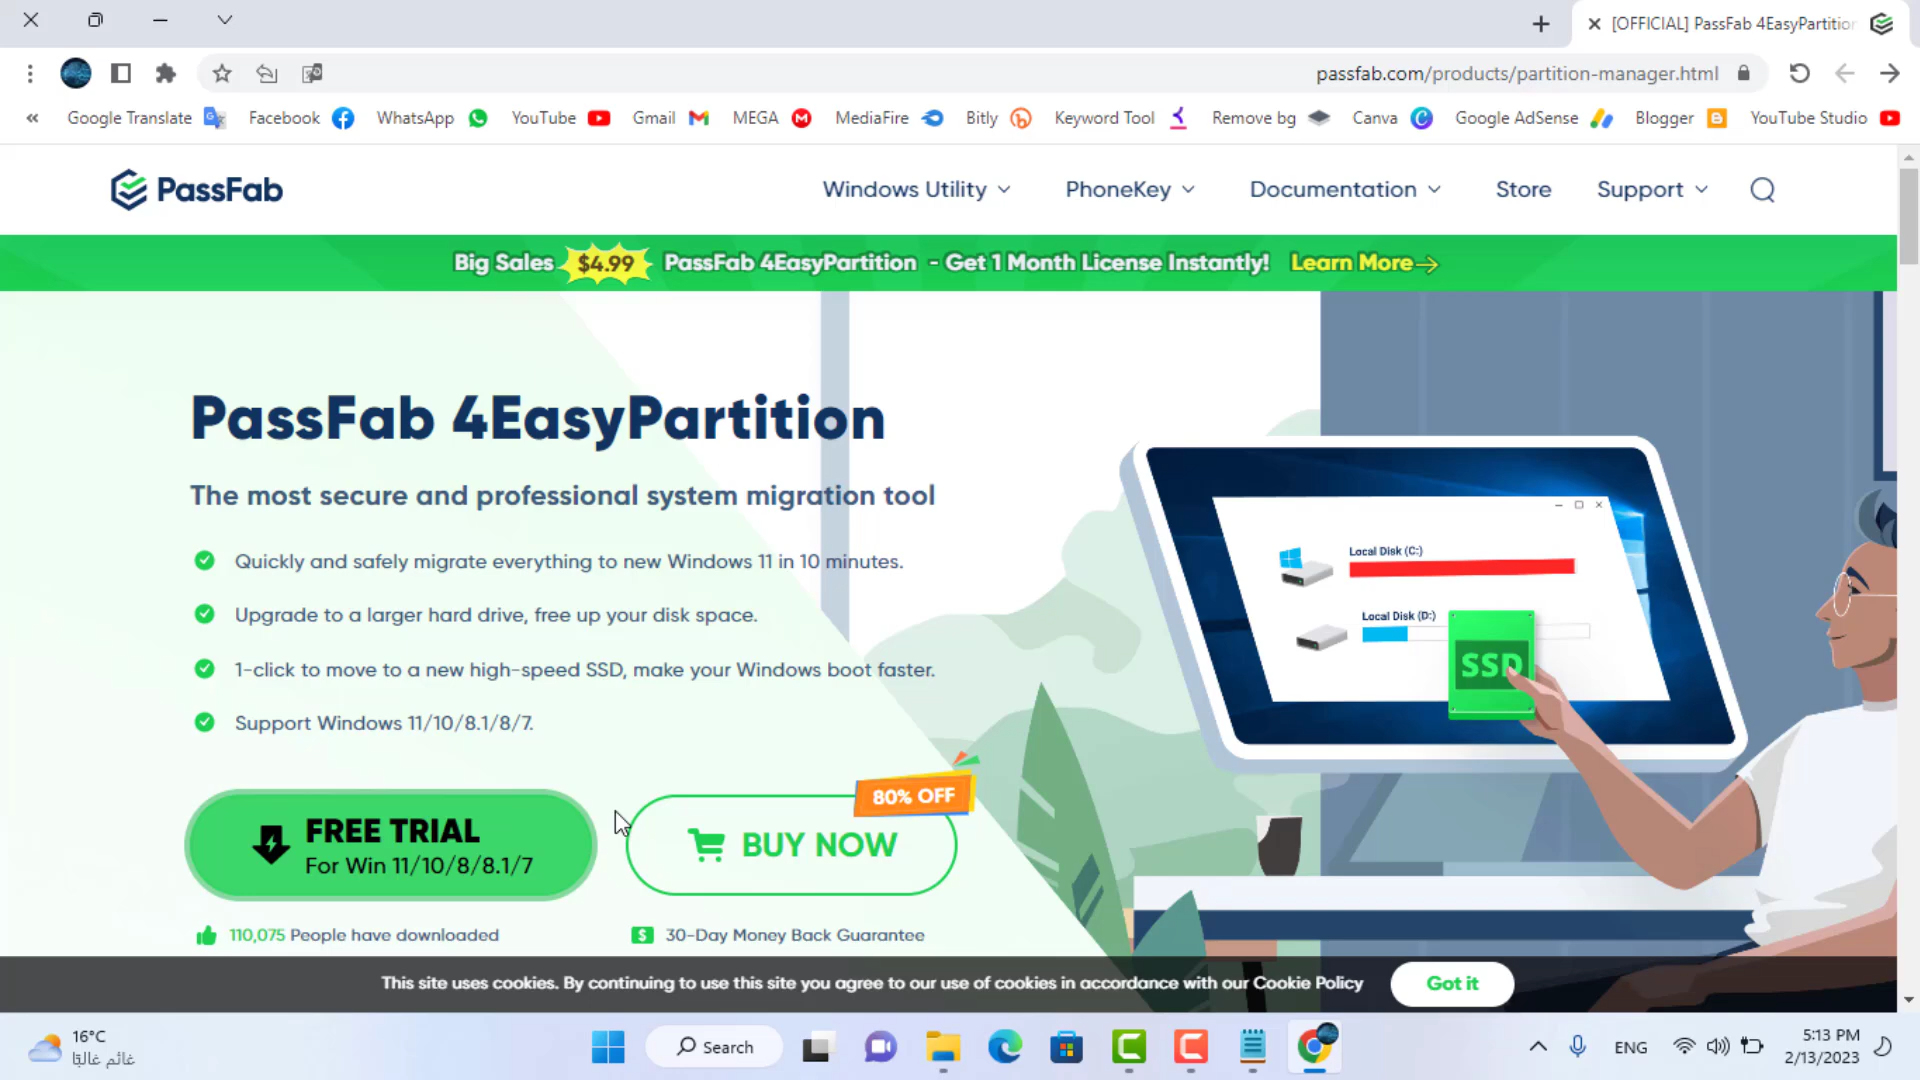 [OFFICIAL] PassFab 4EasyPartition
passfab.com/products/partition-manager.html
Google Translate
Facebook
WhatsApp
YouTube
Gmail
MEGA
MediaFire
Bitly
Keyword Tool
Remove bg
Canva
Google AdSense
Blogger
YouTube Studio
PassFab
Windows Utility
PhoneKey
Documentation
Store
Support
Big Sales $4.99 PassFab 4EasyPartition - Get 1 Month License Instantly! Learn More
PassFab 4EasyPartition
The most secure and professional system migration tool
Quickly and safely migrate everything to new Windows 11 in 10 minutes.
Upgrade to a larger hard drive, free up your disk space.
1-click to move to a new high-speed SSD, make your Windows boot faster.
Support Windows 11/10/8.1/8/7.
Local Disk (C:)
Local Disk (D:)
SSD
FREE TRIAL
For Win 11/10/8/8.1/7
80% OFF
BUY NOW
110,075 People have downloaded
30-Day Money Back Guarantee
This site uses cookies. By continuing to use this site you agree to our use of cookies in accordance with our Cookie Policy
Got it
16°C
غائم غالبًا
Search
ENG
5:13 PM
2/13/2023